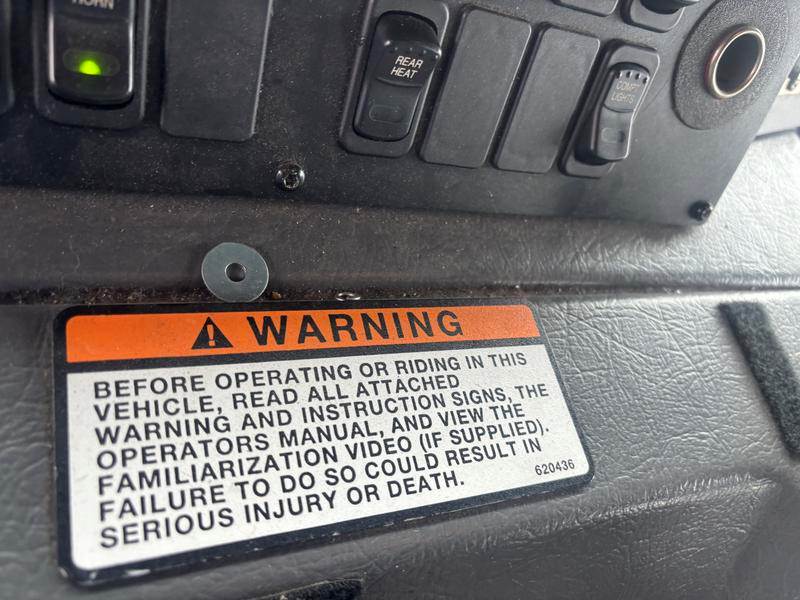 HORN
REAR
HEAT
COMPT
LIGHTS
WARNING
BEFORE OPERATING OR RIDING IN THIS
VEHICLE, READ ALL ATTACHED
WARNING AND INSTRUCTION SIGNS, THE
OPERATORS MANUAL, AND VIEW THE
FAMILIARIZATION VIDEO (IF SUPPLIED).
FAILURE TO DO SO COULD RESULT IN
SERIOUS INJURY OR DEATH.
620436